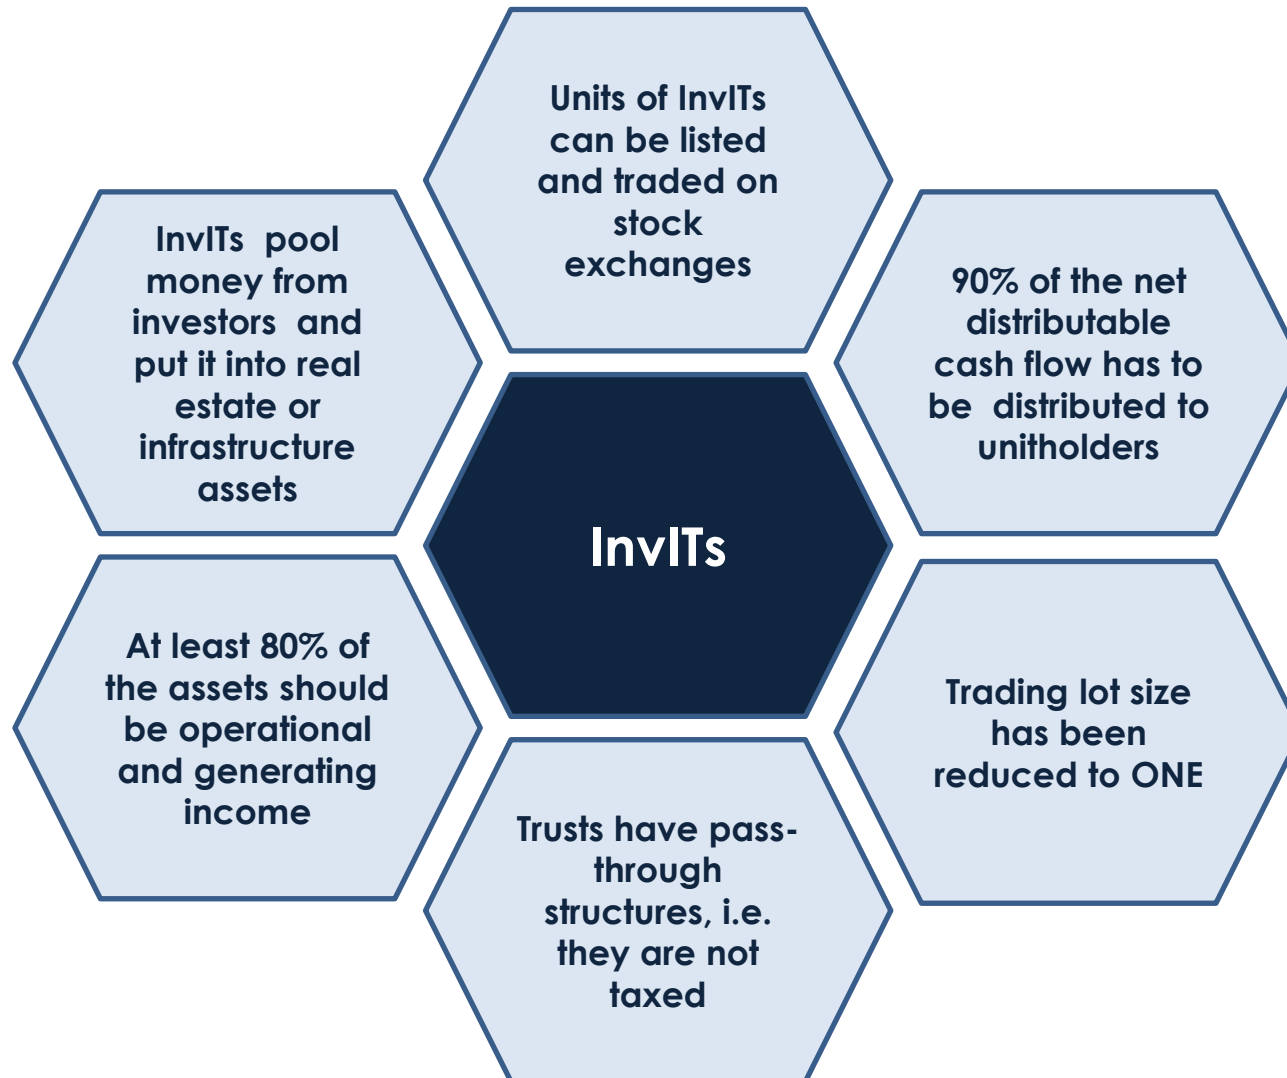 Units of InvITs
can be listed
and traded on
stock
exchanges
InvITs  pool
money from
investors  and
put it into real
estate or
infrastructure
assets
90% of the net
distributable
cash flow has to
be  distributed to
unitholders
InvITs
At least 80% of
the assets should
be operational
and generating
income
Trading lot size
has been
reduced to ONE
Trusts have pass-
through
structures, i.e.
they are not
taxed